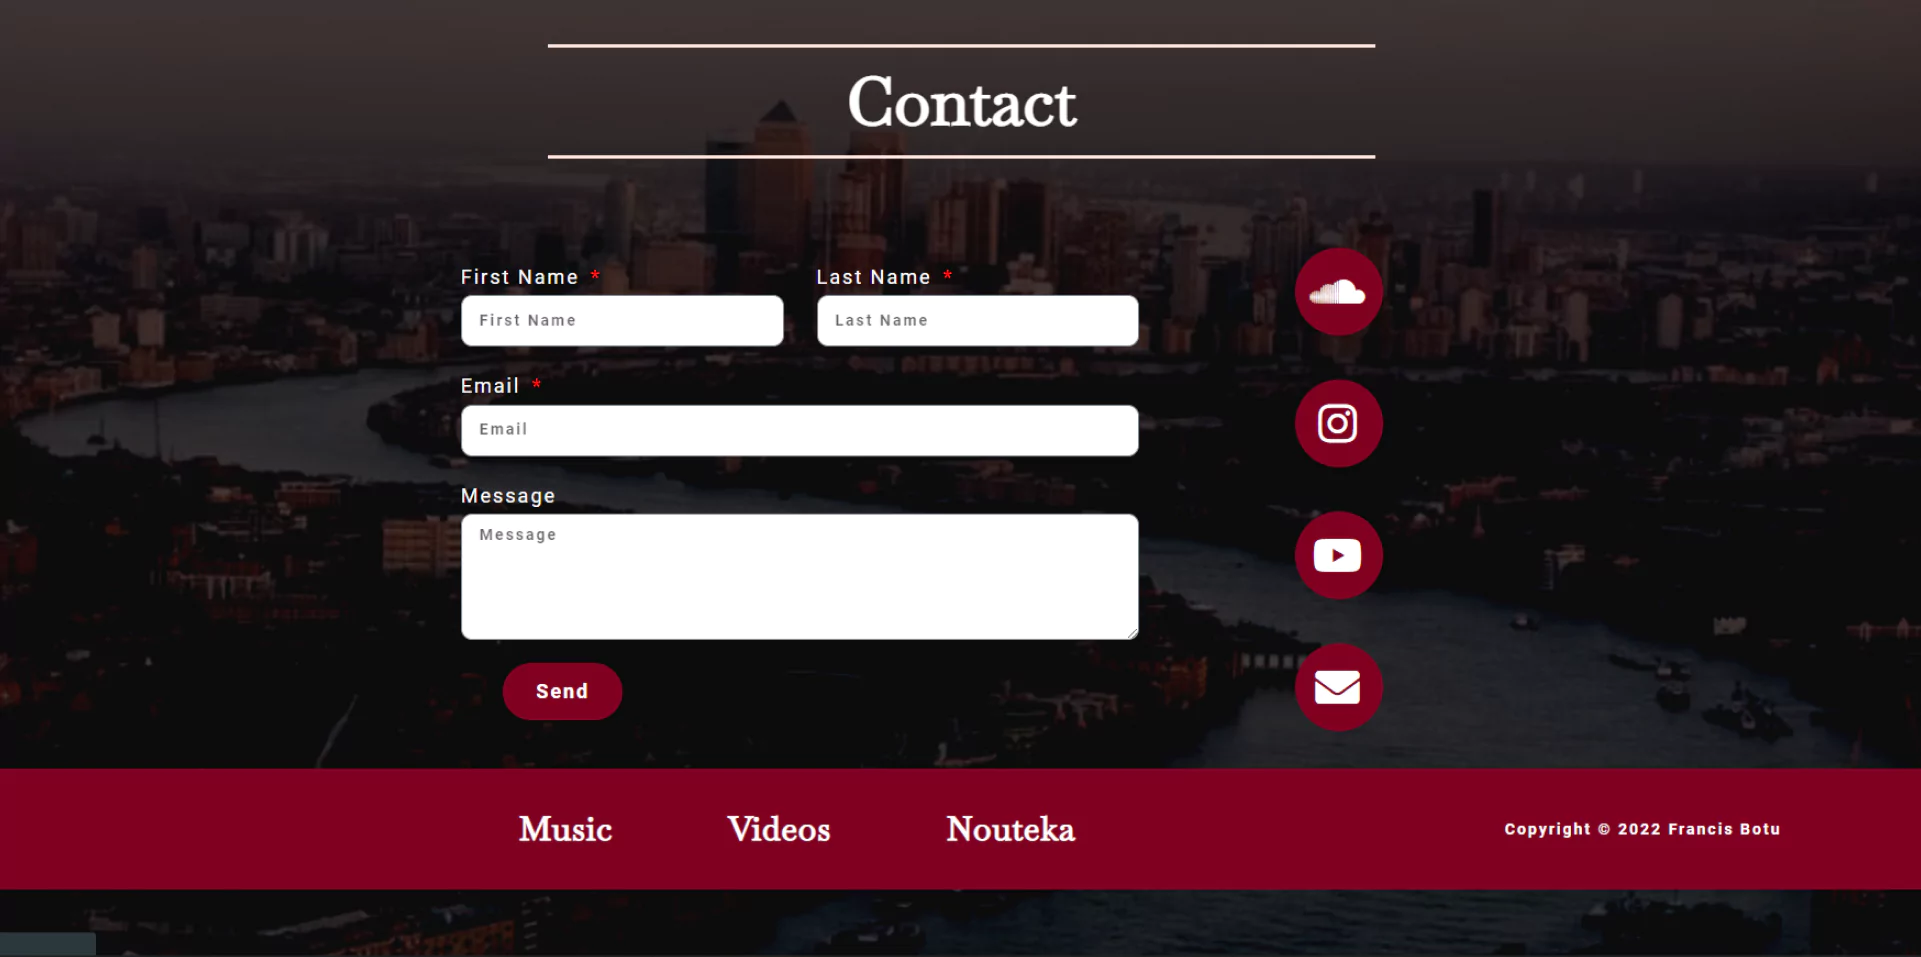 Contact
First Name *
Last Name *
First Name
Last Name
Email *
Email
Message
Message
Send
Music
Videos
Nouteka
Copyright © 2022 Francis Botu